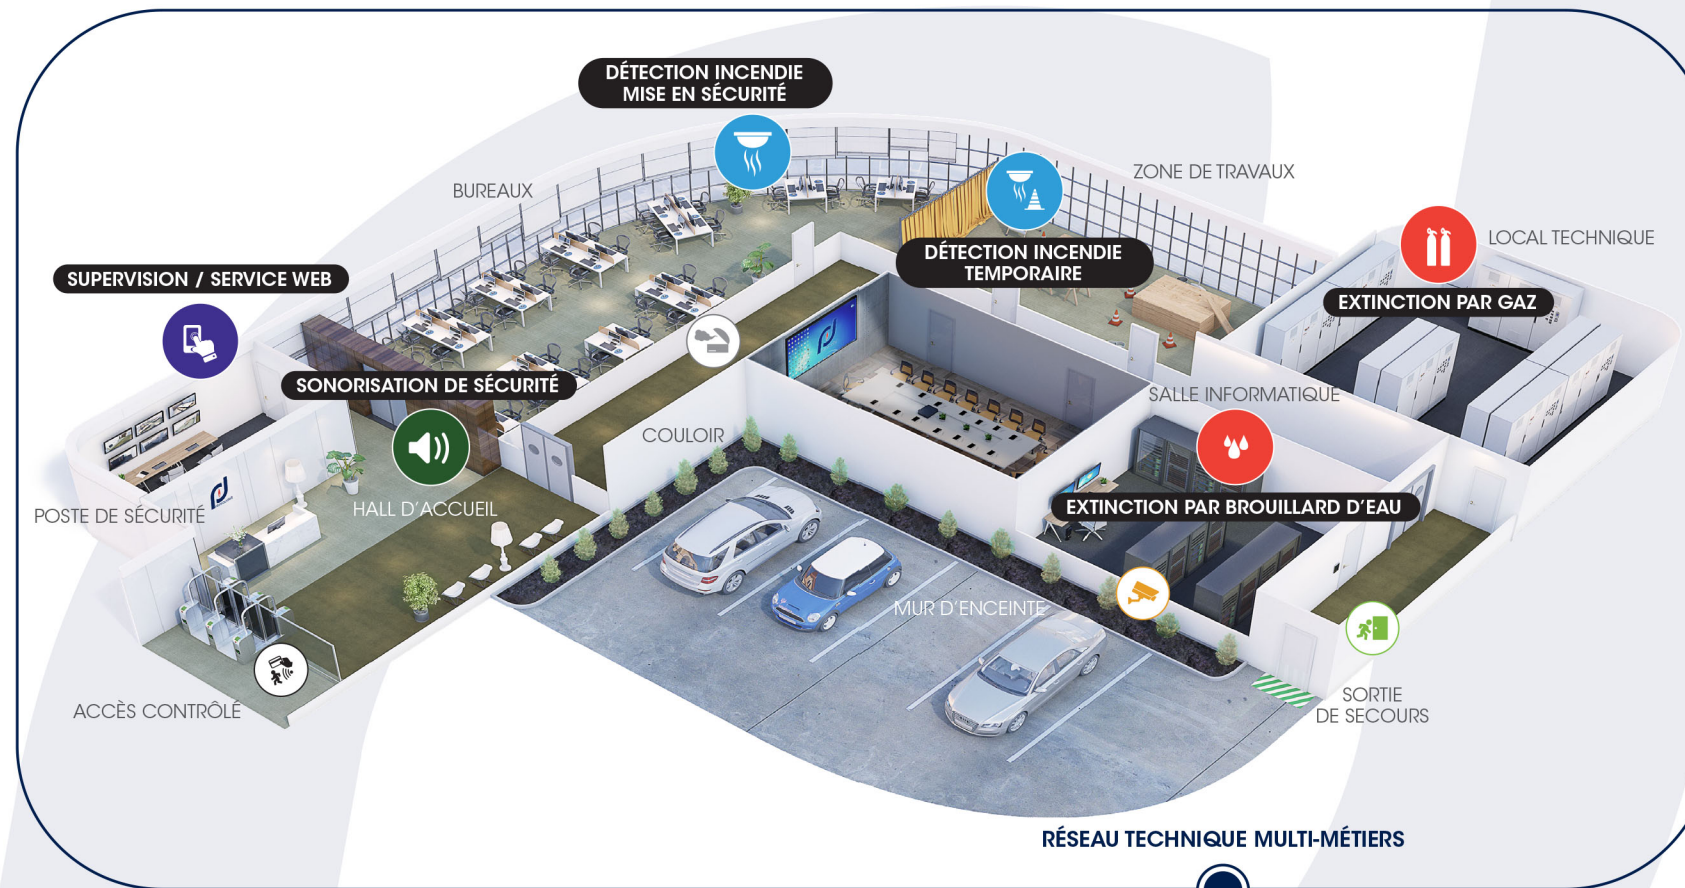 DÉTECTION INCENDIE
MISE EN SÉCURITÉ
BUREAUX
ZONE DE TRAVAUX
LOCAL TECHNIQUE
DÉTECTION INCENDIE
TEMPORAIRE
SUPERVISION / SERVICE WEB
EXTINCTION PAR GAZ
SONORISATION DE SÉCURITÉ
SALLE INFORMATIQUE
COULOIR
HALL D'ACCUEIL
POSTE DE SÉCURITÉ
EXTINCTION PAR BROUILLARD D'EAU
MUR D'ENCEINTE
ACCÈS CONTRÔLÉ
SORTIE
DE SECOURS
RÉSEAU TECHNIQUE MULTI-MÉTIERS